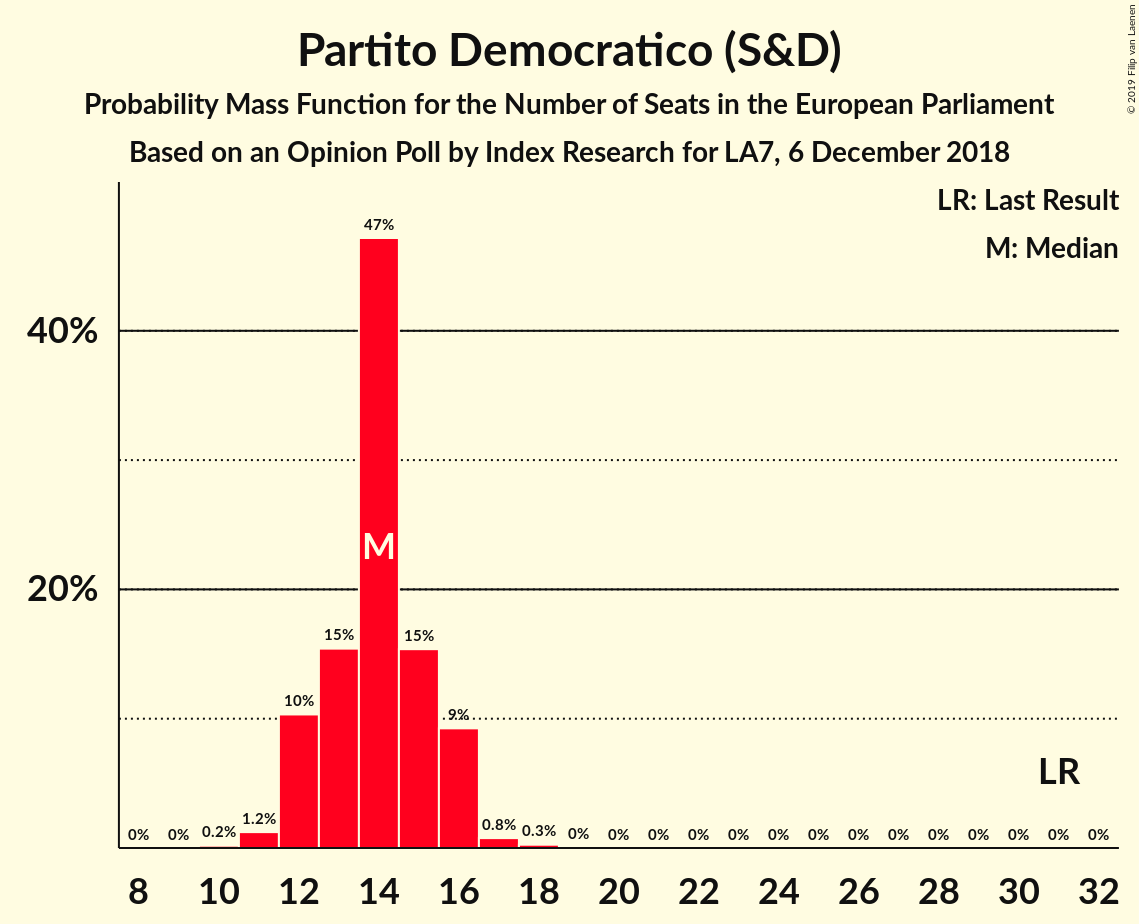 © 2019 Filip van Laenen
Partito Democratico (S&D)
Probability Mass Function for the Number of Seats in the European Parliament
Based on an Opinion Poll by Index Research for LA7, 6 December 2018
LR: Last Result
M: Median
40%
20%
0% 0% 0.2% 1.2% 10% 15% 47% 15% 9% 0.8% 0.3% 0% 0% 0% 0% 0% 0% 0% 0% 0% 0% 0% 0% 0% 0%
M
LR
8 10 12 14 16 18 20 22 24 26 28 30 32